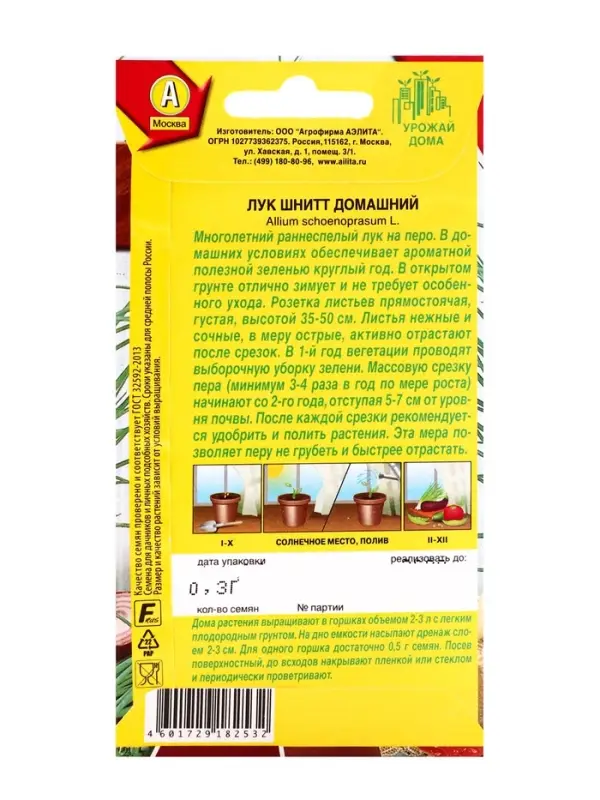 А
Москва
Изготовитель: ООО "Агрофирма АЭЛИТА".
ОГРН 1027739362375. Россия,115162, г. Москва,
ул. Хавская, д. 1, помещ. 3/1.
Тел.: (499) 180-80-96, www.ailita.ru
УРОЖАЙ
ДОМА
ЛУК ШНИТТ ДОМАШНИЙ
Allium schoenoprasum L.
Многолетний раннеспелый лук на перо. В до-
машних условиях обеспечивает ароматной
полезной зеленью круглый год. В открытом
грунте отлично зимует и не требует особен-
ного ухода. Розетка листьев прямостоячая,
густая, высотой 35-50 см. Листья нежные и
сочные, в меру острые, активно отрастают
после срезок. В 1-й год вегетации проводят
выборочную уборку зелени. Массовую срезку
пера (минимум 3-4 раза в год по мере роста)
начинают со 2-го года, отступая 5-7 см от уров-
ня почвы. После каждой срезки рекомендует-
ся удобрить и полить растения. Эта мера по-
зволяет перу не грубеть и быстрее отрастать.
Качество семян проверено и соответствует ГОСТ 32592-2013
Семена для дачников и личных подсобных хозяйств. Сроки указаны для средней полосы России.
Размер и качество растений зависит от условий выращивания.
I-X
СОЛНЕЧНОЕ МЕСТО, ПОЛИВ
II-XII
дата упаковки
реализовать до:
0,3Г
кол-во семян
№ партии
Дома растения выращивают в горшках объемом 2-3 л с легким
плодородным грунтом. На дно емкости насыпают дренаж сло-
ем 2-3 см. Для одного горшка достаточно 0,5 г семян. Посев
поверхностный, до всходов накрывают пленкой или стеклом
и периодически проветривают.
22
PAP
4 601729 182532